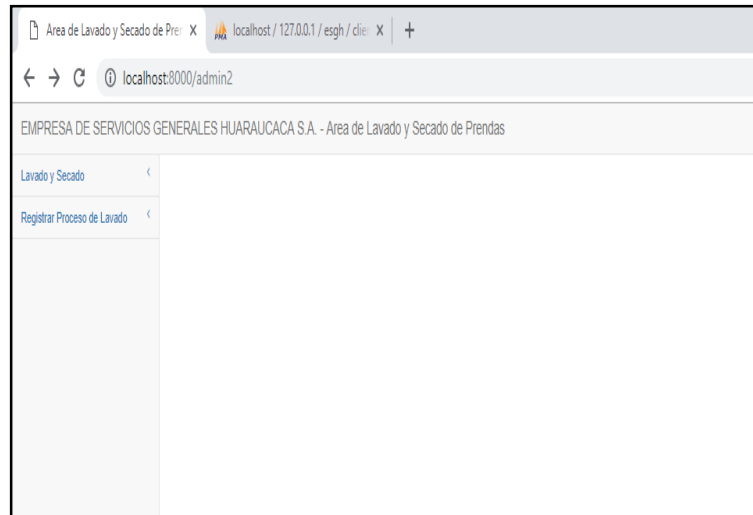 Area de Lavado y Secado de Pre
localhost / 127.0.0.1 / esgh / clie
localhost:8000/admin2
EMPRESA DE SERVICIOS GENERALES HUARAUCACA S.A. - Area de Lavado y Secado de Prendas
Lavado y Secado
Registrar Proceso de Lavado